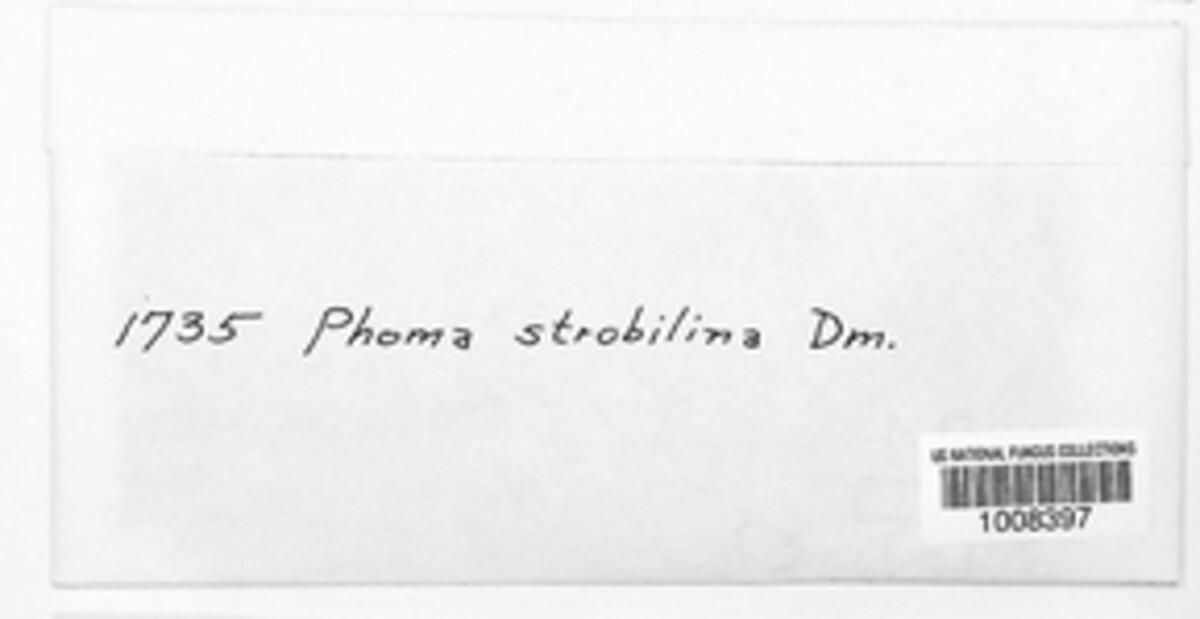 1735 Phoma strobilina Dm.
US NATIONAL FUNGUS COLLECTIONS
1008397